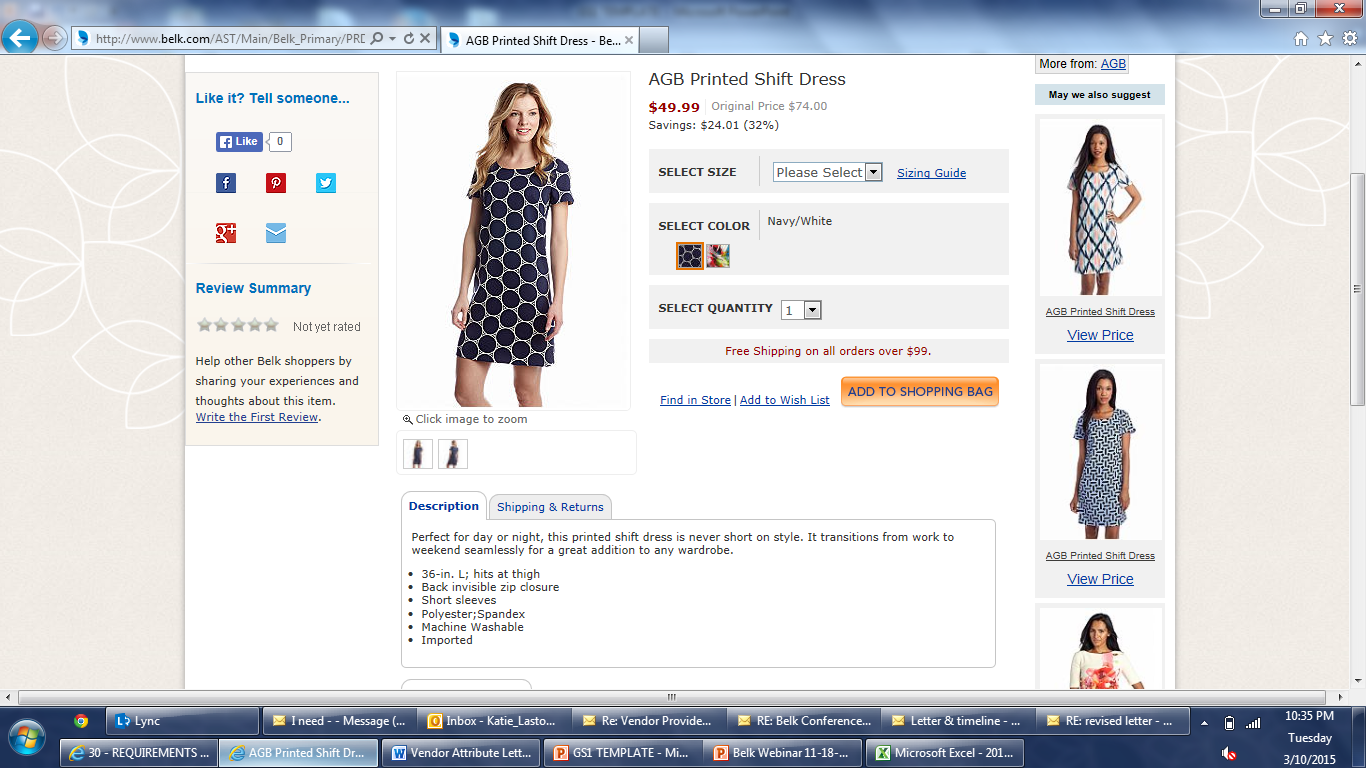 http://www.belk.com/AST/Main/Belk_Primary/PRD
AGB Printed Shift Dress - Be...
Like it? Tell someone...
Like
0
Review Summary
Not yet rated
Help other Belk shoppers by
sharing your experiences and
thoughts about this item.
Write the First Review.
Click image to zoom
AGB Printed Shift Dress
$49.99 Original Price $74.00
Savings: $24.01 (32%)
SELECT SIZE Please Select Sizing Guide
SELECT COLOR Navy/White
SELECT QUANTITY 1
Free Shipping on all orders over $99.
Find in Store | Add to Wish List ADD TO SHOPPING BAG
Description Shipping & Returns
Perfect for day or night, this printed shift dress is never short on style. It transitions from work to
weekend seamlessly for a great addition to any wardrobe.
• 36-in. L; hits at thigh
• Back invisible zip closure
• Short sleeves
• Polyester;Spandex
• Machine Washable
• Imported
More from: AGB
May we also suggest
AGB Printed Shift Dress
View Price
AGB Printed Shift Dress
View Price
Lync
I need - - Message (...
Inbox - Katie_Lasto...
Re: Vendor Provide...
RE: Belk Conference...
Letter & timeline - ...
RE: revised letter - ...
30 - REQUIREMENTS ...
AGB Printed Shift Dr...
Vendor Attribute Lett...
GS1 TEMPLATE - Mi...
Belk Webinar 11-18-...
Microsoft Excel - 201...
10:35 PM
Tuesday
3/10/2015